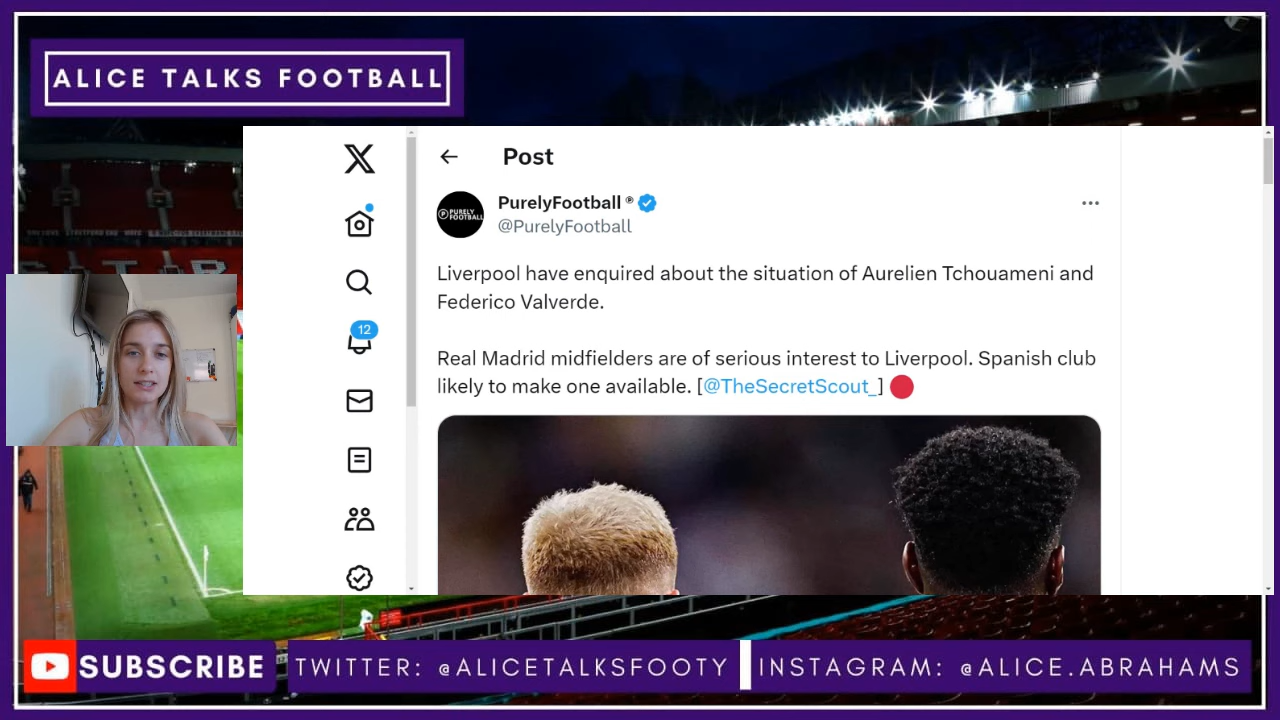 ALICE TALKS FOOTBALL
Post
PurelyFootball ®
@PurelyFootball
PURELY
FOOTBALL
Liverpool have enquired about the situation of Aurelien Tchouameni and
Federico Valverde.
Real Madrid midfielders are of serious interest to Liverpool. Spanish club
likely to make one available. [@TheSecretScout_]
12
SUBSCRIBE
TWITTER: @ALICETALKSFOOTY
INSTAGRAM: @ALICE.ABRAHAMS